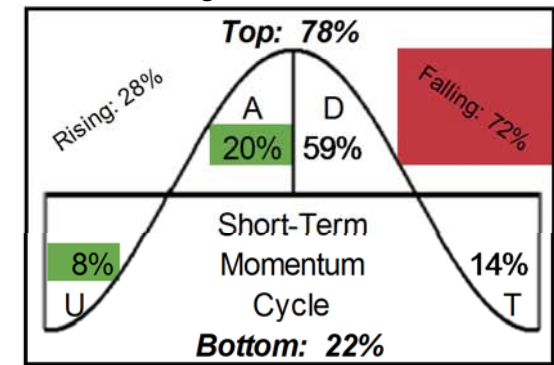 Top: 78%
Rising: 28%
Falling: 72%
A D
20% 59%
Short-Term
8% Momentum 14%
U Cycle T
Bottom: 22%